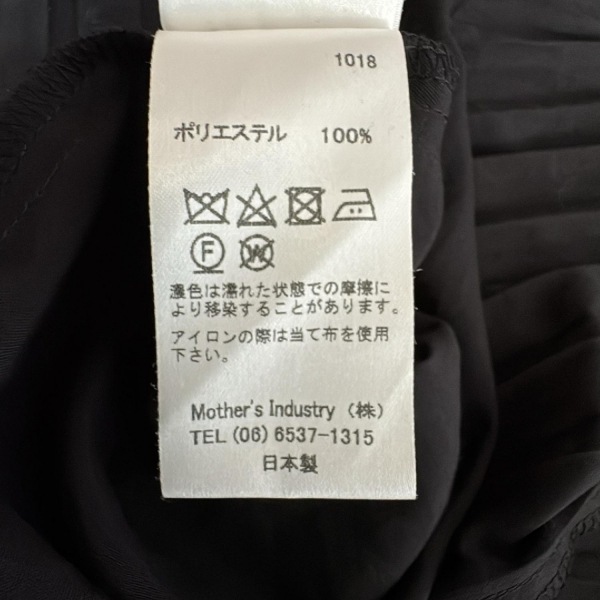 1018
ポリエステル 100%
F W
濃色は濡れた状態での摩擦に
より移染することがあります。
アイロンの際は当て布を使用
下さい。
Mother's Industry (株)
TEL (06) 6537-1315
日本製